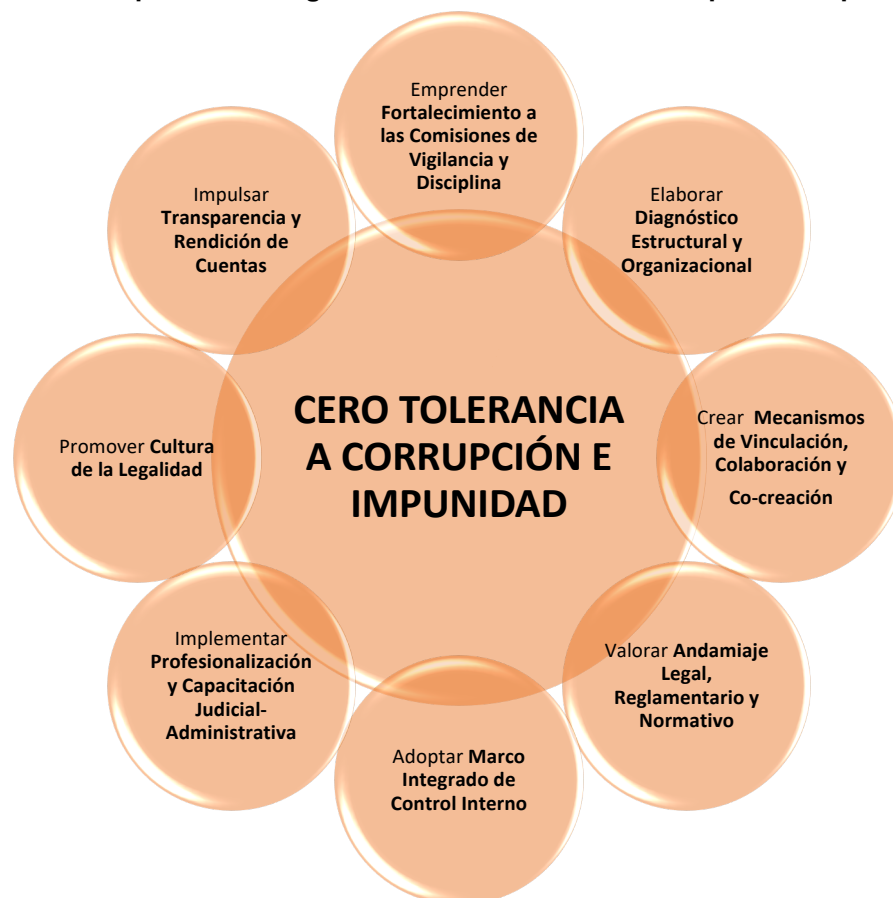 Emprender
Fortalecimiento a
las Comisiones de
Vigilancia y
Disciplina
Elaborar
Diagnóstico
Estructural y
Organizacional
Crear Mecanismos
de Vinculación,
Colaboración y
Co-creación
Valorar Andamiaje
Legal,
Reglamentario y
Normativo
Adoptar Marco
Integrado de
Control Interno
Implementar
Profesionalización
y Capacitación
Judicial-
Administrativa
Promover Cultura
de la Legalidad
Impulsar
Transparencia y
Rendición de
Cuentas
CERO TOLERANCIA
A CORRUPCIÓN E
IMPUNIDAD